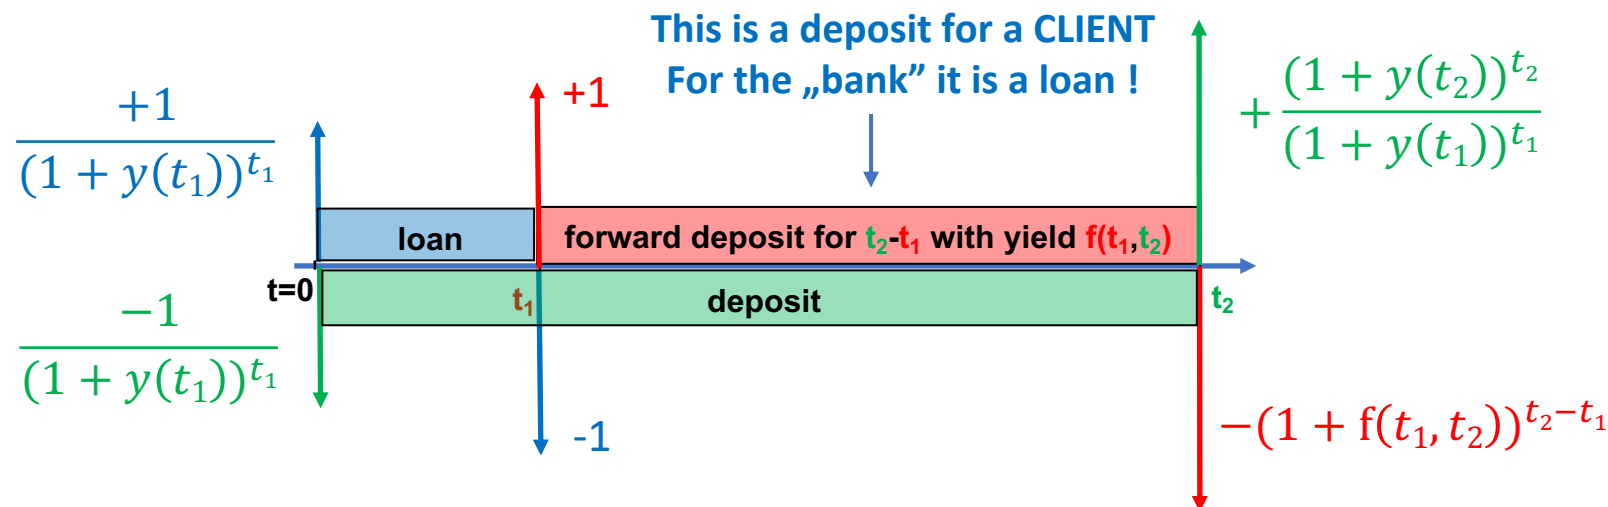 This is a deposit for a CLIENT
For the „bank” it is a loan !
+1
+1/(1 + y(t₁))^t₁
+ (1 + y(t₂))^t₂/(1 + y(t₁))^t₁
loan
forward deposit for t₂-t₁ with yield f(t₁,t₂)
t=0
t₁
deposit
t₂
−1/(1 + y(t₁))^t₁
-1
−(1 + f(t₁, t₂))^t₂−t₁